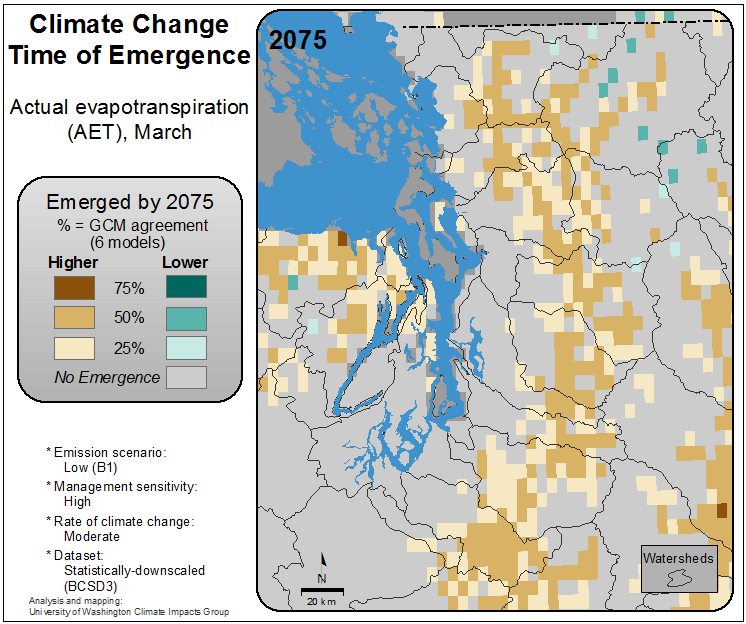 Climate Change
Time of Emergence
Actual evapotranspiration
(AET), March
Emerged by 2075
% = GCM agreement
(6 models)
Higher Lower
75%
50%
25%
No Emergence
* Emission scenario:
Low (B1)
* Management sensitivity:
High
* Rate of climate change:
Moderate
* Dataset:
Statistically-downscaled
(BCSD3)
Analysis and mapping:
University of Washington Climate Impacts Group
2075
N
20 km
Watersheds